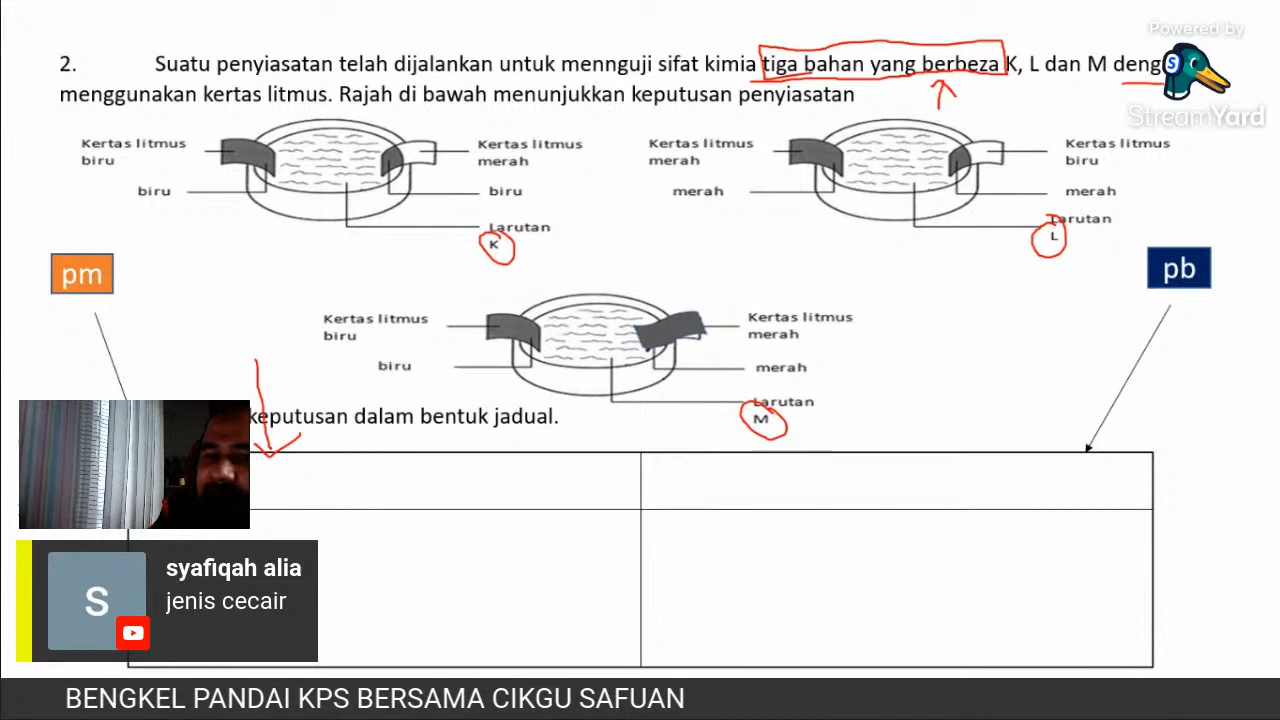 Powered by
StreamYard
2. Suatu penyiasatan telah dijalankan untuk mennguji sifat kimia tiga bahan yang berbeza K, L dan M deng
menggunakan kertas litmus. Rajah di bawah menunjukkan keputusan penyiasatan
Kertas litmus
biru
biru
Kertas litmus
merah
biru
Larutan
K
Kertas litmus
merah
merah
Kertas litmus
biru
merah
Larutan
L
pm
pb
Kertas litmus
biru
biru
Kertas litmus
merah
merah
Larutan
M
keputusan dalam bentuk jadual.
S
syafiqah alia
jenis cecair
BENGKEL PANDAI KPS BERSAMA CIKGU SAFUAN